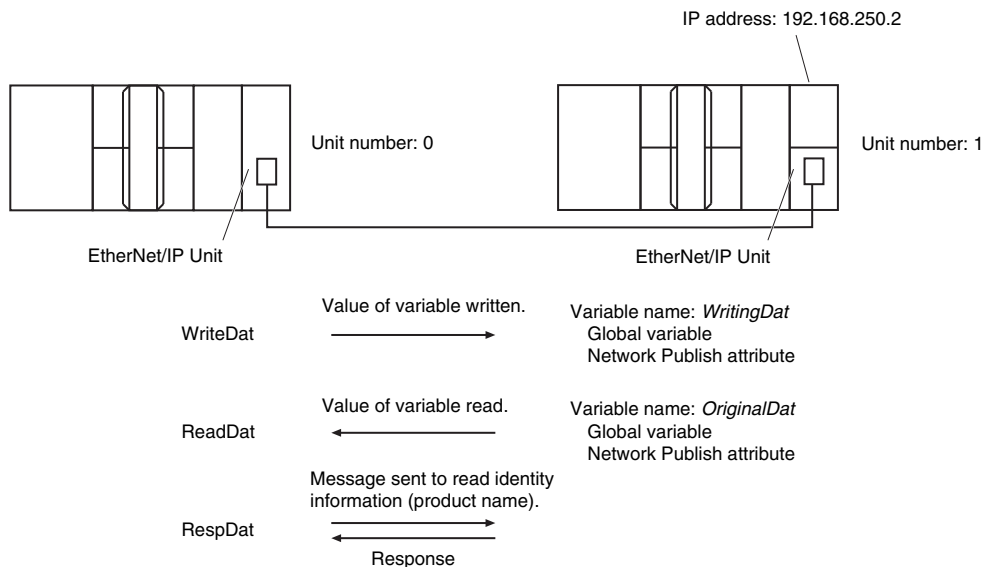 IP address: 192.168.250.2
Unit number: 0
Unit number: 1
EtherNet/IP Unit
EtherNet/IP Unit
Value of variable written.
WriteDat
Variable name: WritingDat
Global variable
Network Publish attribute
Value of variable read.
ReadDat
Variable name: OriginalDat
Global variable
Network Publish attribute
Message sent to read identity
information (product name).
RespDat
Response